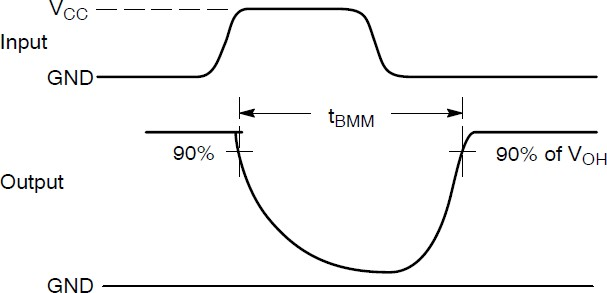 VCC
Input
GND
tBMM
90%
90% of VOH
Output
GND